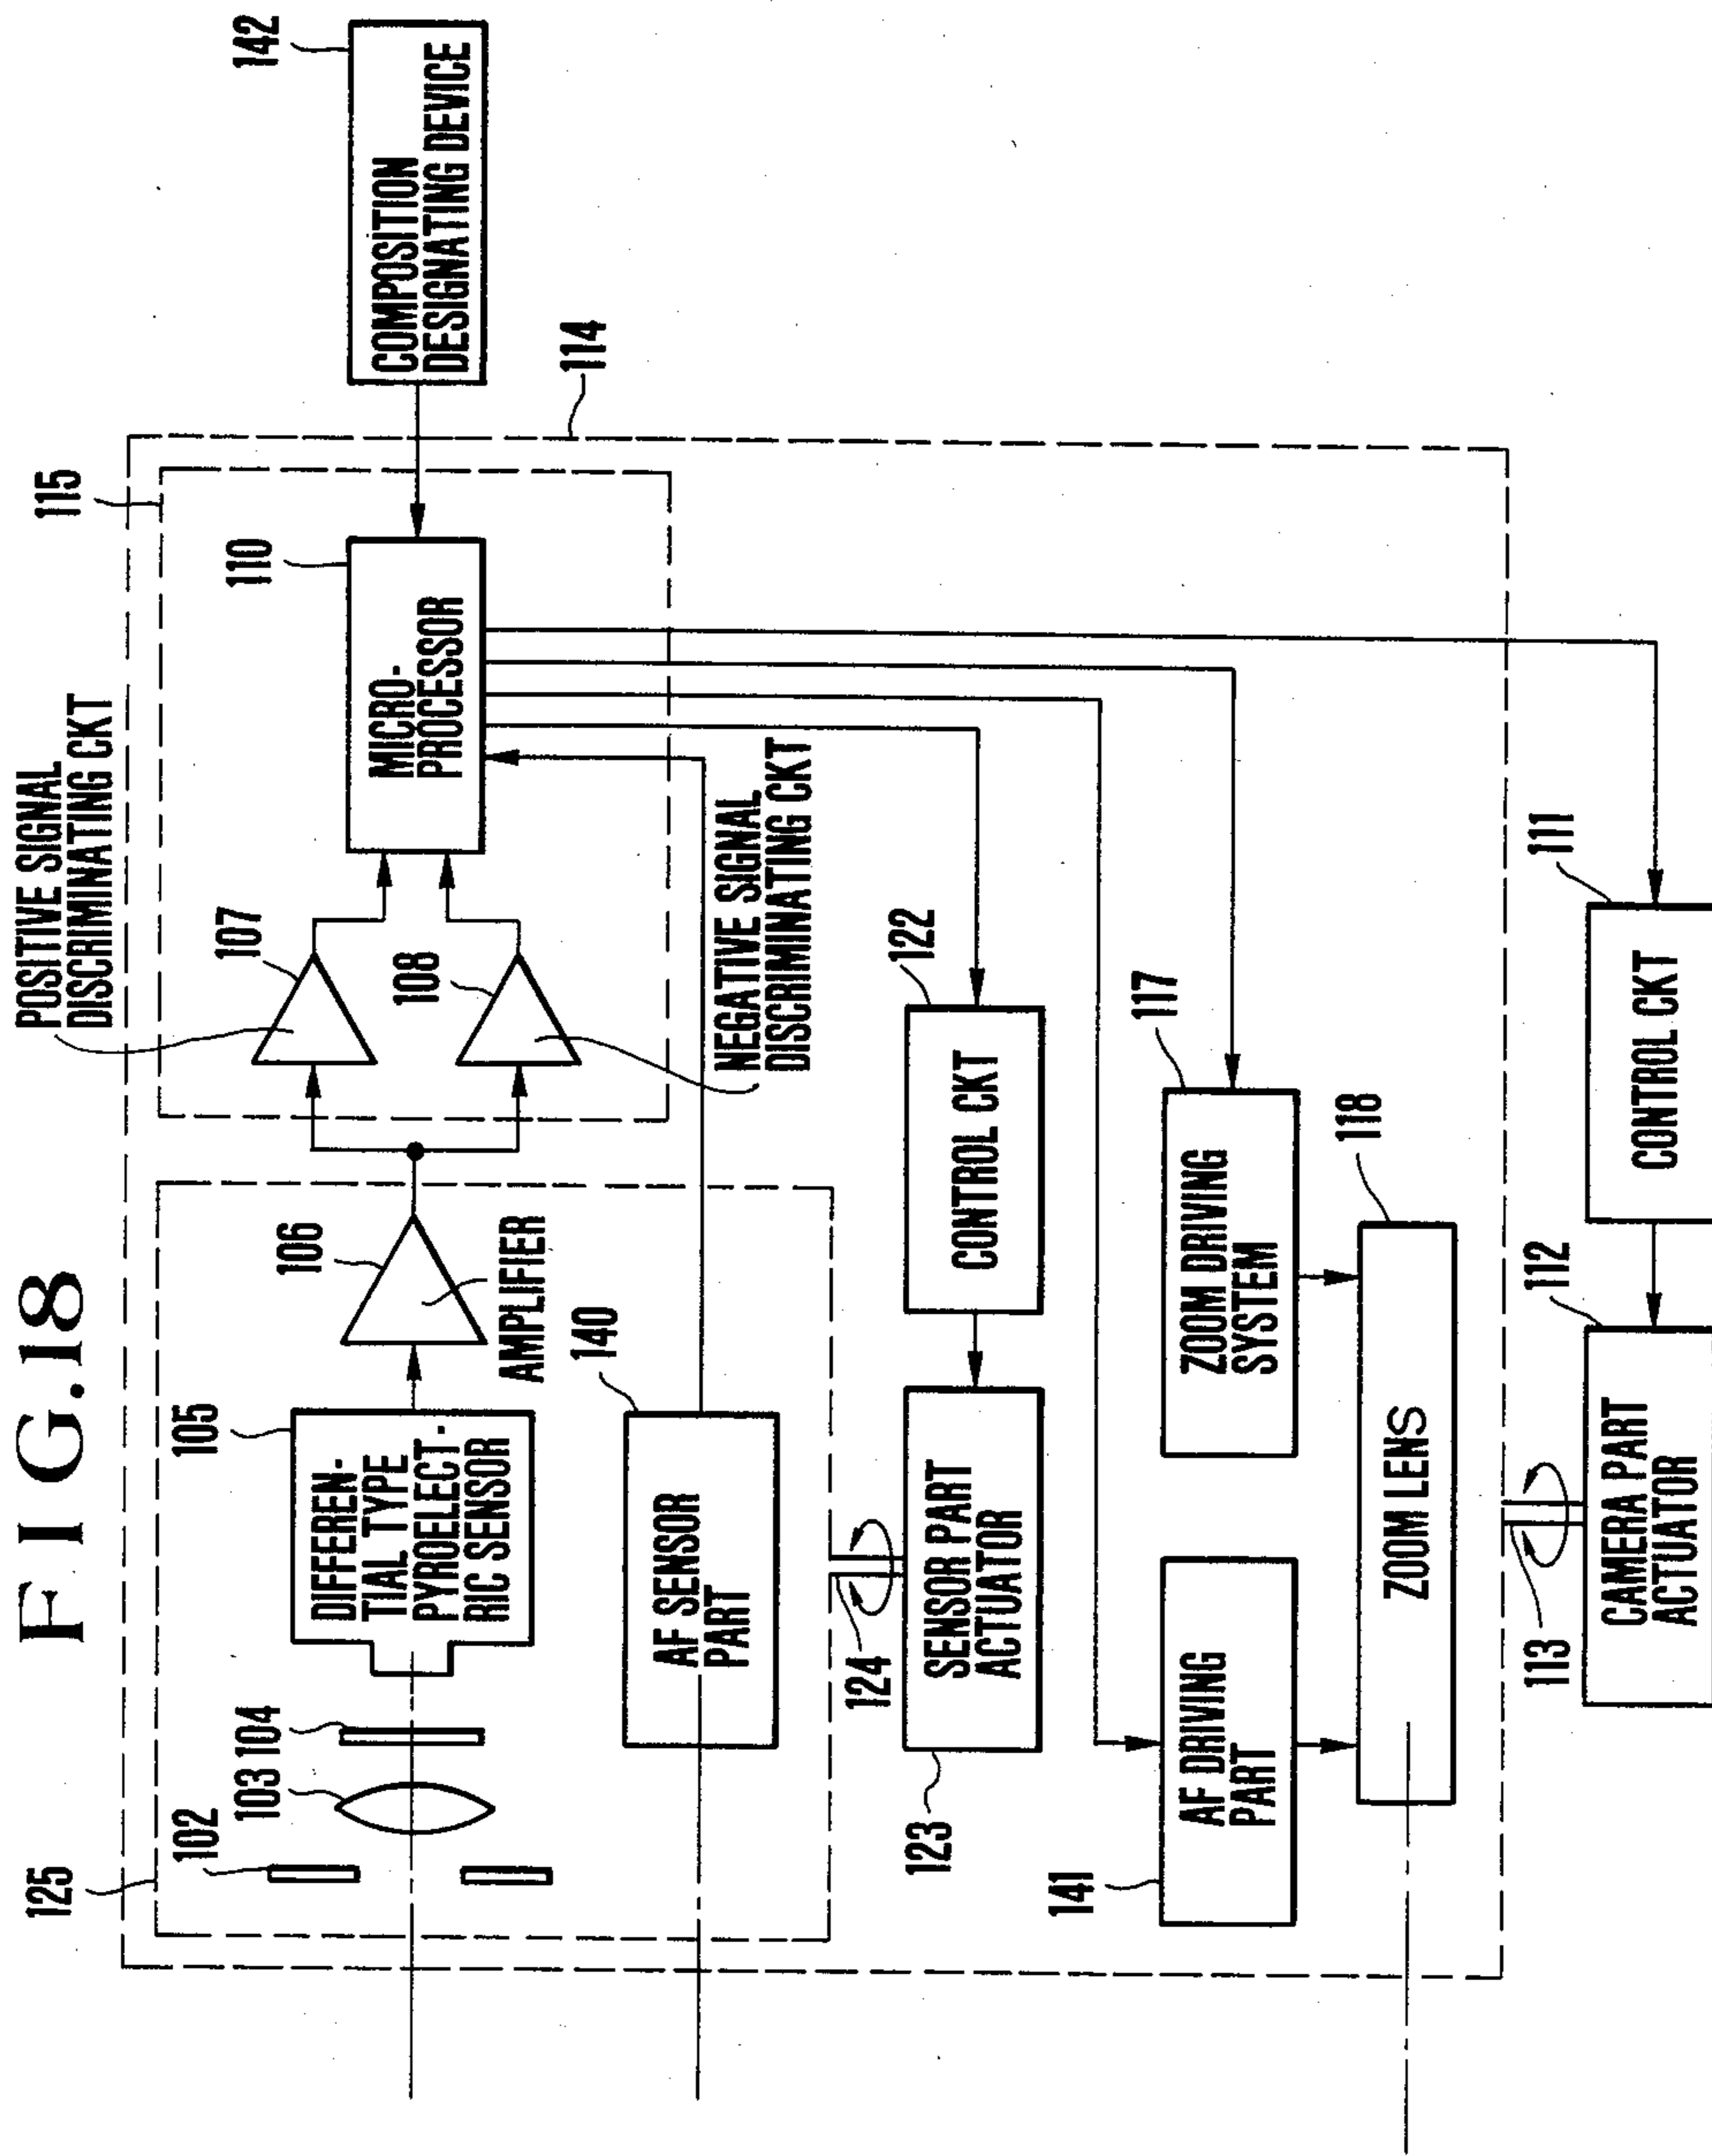 FIG.18
125
102
103
104
105
DIFFEREN-
TIAL TYPE
PYROELECT-
RIC SENSOR
106
AMPLIFIER
POSITIVE SIGNAL
DISCRIMINATING CKT
107
108
NEGATIVE SIGNAL
DISCRIMINATING CKT
115
110
MICRO-
PROCESSOR
114
142
COMPOSITION
DESIGNATING DEVICE
140
AF SENSOR
PART
124
123
SENSOR PART
ACTUATOR
122
CONTROL CKT
141
AF DRIVING
PART
117
ZOOM DRIVING
SYSTEM
118
ZOOM LENS
113
112
CAMERA PART
ACTUATOR
111
CONTROL CKT